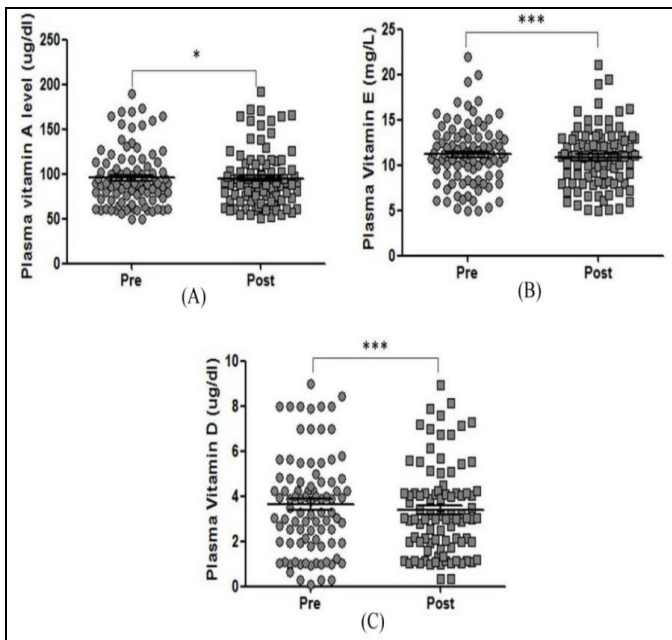 Plasma vitamin A level (ug/dl)
250
200
150
100
50
0
*
Pre
Post
(A)
Plasma Vitamin E (mg/L)
25
20
15
10
5
0
***
Pre
Post
(B)
Plasma Vitamin D (ug/dl)
10
8
6
4
2
0
***
Pre
Post
(C)